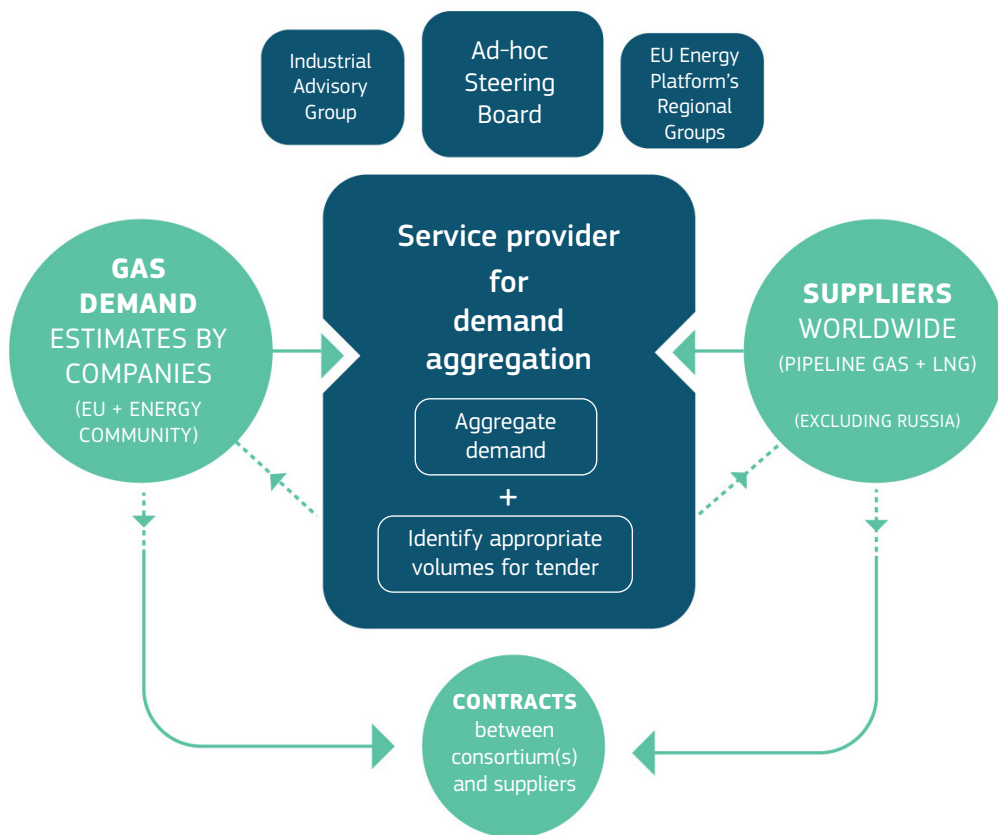 Industrial
Advisory
Group
Ad-hoc
Steering
Board
EU Energy
Platform's
Regional
Groups
GAS
DEMAND
ESTIMATES BY
COMPANIES
(EU + ENERGY
COMMUNITY)
Service provider
for
demand
aggregation
Aggregate
demand
+
Identify appropriate
volumes for tender
SUPPLIERS
WORLDWIDE
(PIPELINE GAS + LNG)
(EXCLUDING RUSSIA)
CONTRACTS
between
consortium(s)
and suppliers